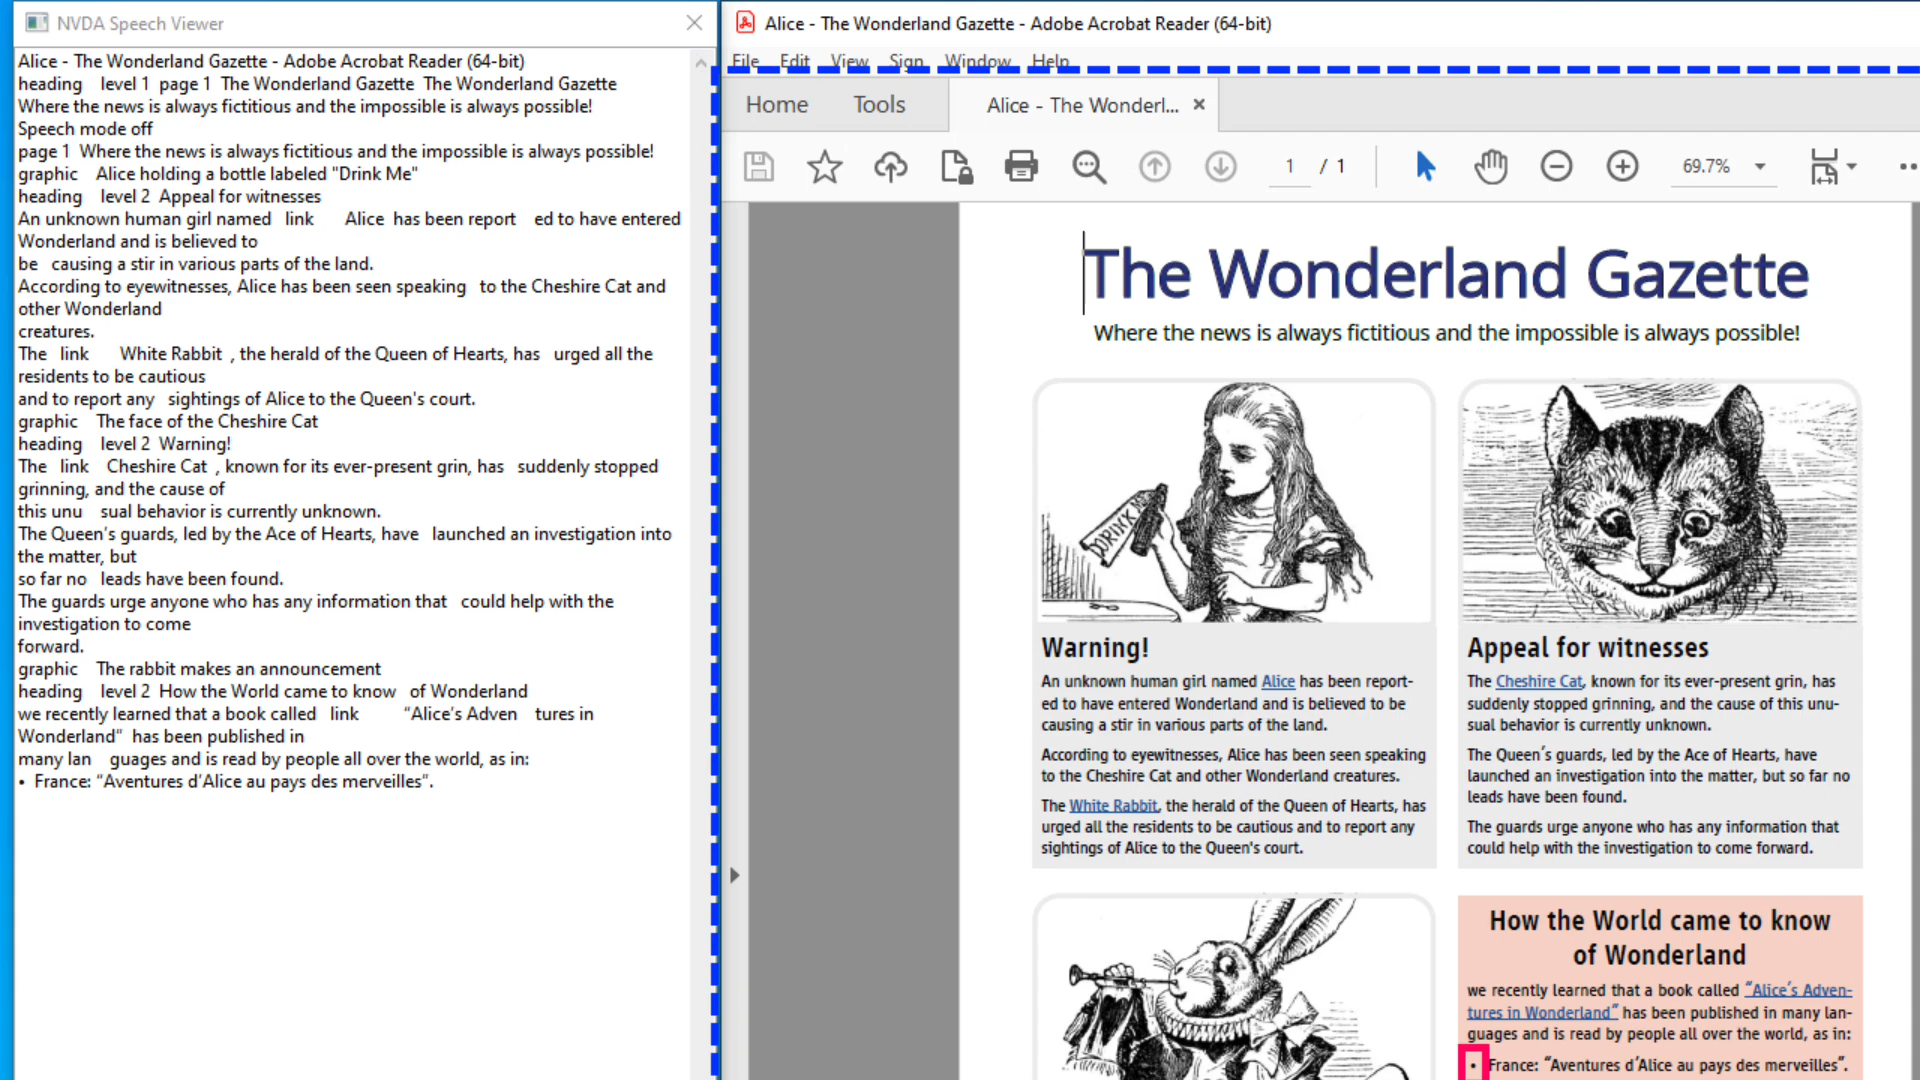 NVDA Speech Viewer
Alice - The Wonderland Gazette - Adobe Acrobat Reader (64-bit)
heading level 1 page 1 The Wonderland Gazette The Wonderland Gazette
Where the news is always fictitious and the impossible is always possible!
Speech mode off
page 1 Where the news is always fictitious and the impossible is always possible!
graphic Alice holding a bottle labeled "Drink Me"
heading level 2 Appeal for witnesses
An unknown human girl named link Alice has been report ed to have entered
Wonderland and is believed to
be causing a stir in various parts of the land.
According to eyewitnesses, Alice has been seen speaking to the Cheshire Cat and
other Wonderland
creatures.
The link White Rabbit , the herald of the Queen of Hearts, has urged all the
residents to be cautious
and to report any sightings of Alice to the Queen's court.
graphic The face of the Cheshire Cat
heading level 2 Warning!
The link Cheshire Cat , known for its ever-present grin, has suddenly stopped
grinning, and the cause of
this unu sual behavior is currently unknown.
The Queen's guards, led by the Ace of Hearts, have launched an investigation into
the matter, but
so far no leads have been found.
The guards urge anyone who has any information that could help with the
investigation to come
forward.
graphic The rabbit makes an announcement
heading level 2 How the World came to know of Wonderland
we recently learned that a book called link “Alice’s Adven tures in
Wonderland” has been published in
many lan guages and is read by people all over the world, as in:
• France: “Aventures d’Alice au pays des merveilles”.
Alice - The Wonderland Gazette - Adobe Acrobat Reader (64-bit)
File Edit View Sign Window Help
Home Tools Alice - The Wonderl...
1 / 1 69.7%
The Wonderland Gazette
Where the news is always fictitious and the impossible is always possible!
DRINK
Warning!
An unknown human girl named Alice has been report-
ed to have entered Wonderland and is believed to be
causing a stir in various parts of the land.
According to eyewitnesses, Alice has been seen speaking
to the Cheshire Cat and other Wonderland creatures.
The White Rabbit, the herald of the Queen of Hearts, has
urged all the residents to be cautious and to report any
sightings of Alice to the Queen's court.
Appeal for witnesses
The Cheshire Cat, known for its ever-present grin, has
suddenly stopped grinning, and the cause of this unu-
sual behavior is currently unknown.
The Queen’s guards, led by the Ace of Hearts, have
launched an investigation into the matter, but so far no
leads have been found.
The guards urge anyone who has any information that
could help with the investigation to come forward.
How the World came to know
of Wonderland
we recently learned that a book called “Alice’s Adven-
tures in Wonderland” has been published in many lan-
guages and is read by people all over the world, as in:
• France: “Aventures d’Alice au pays des merveilles”.